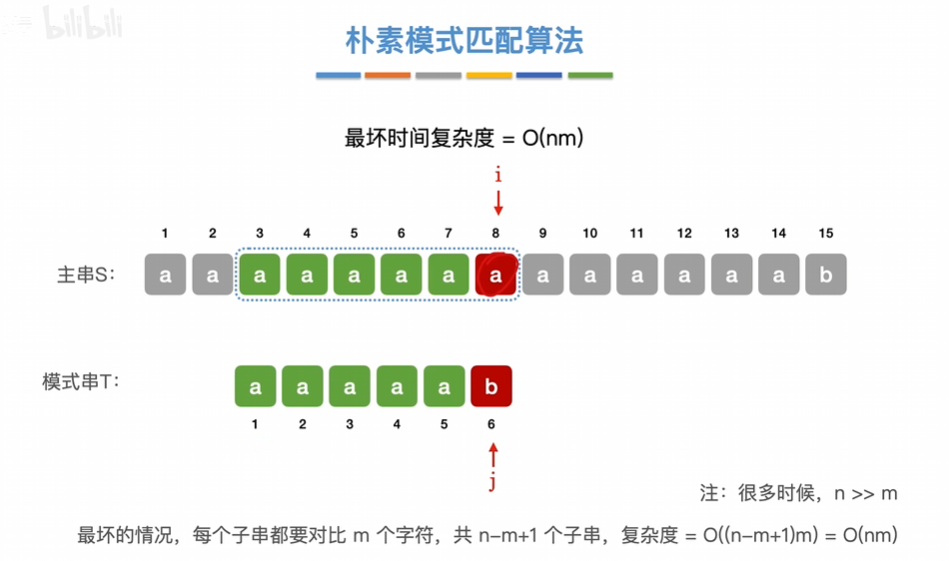 bilibili
朴素模式匹配算法
最坏时间复杂度 = O(nm)
i
1 2 3 4 5 6 7 8 9 10 11 12 13 14 15
主串S： a a a a a a a a a a a a a a b
模式串T： a a a a a b
1 2 3 4 5 6
j
注：很多时候，n >> m
最坏的情况，每个子串都要对比 m 个字符，共 n-m+1 个子串，复杂度 = O((n-m+1)m) = O(nm)